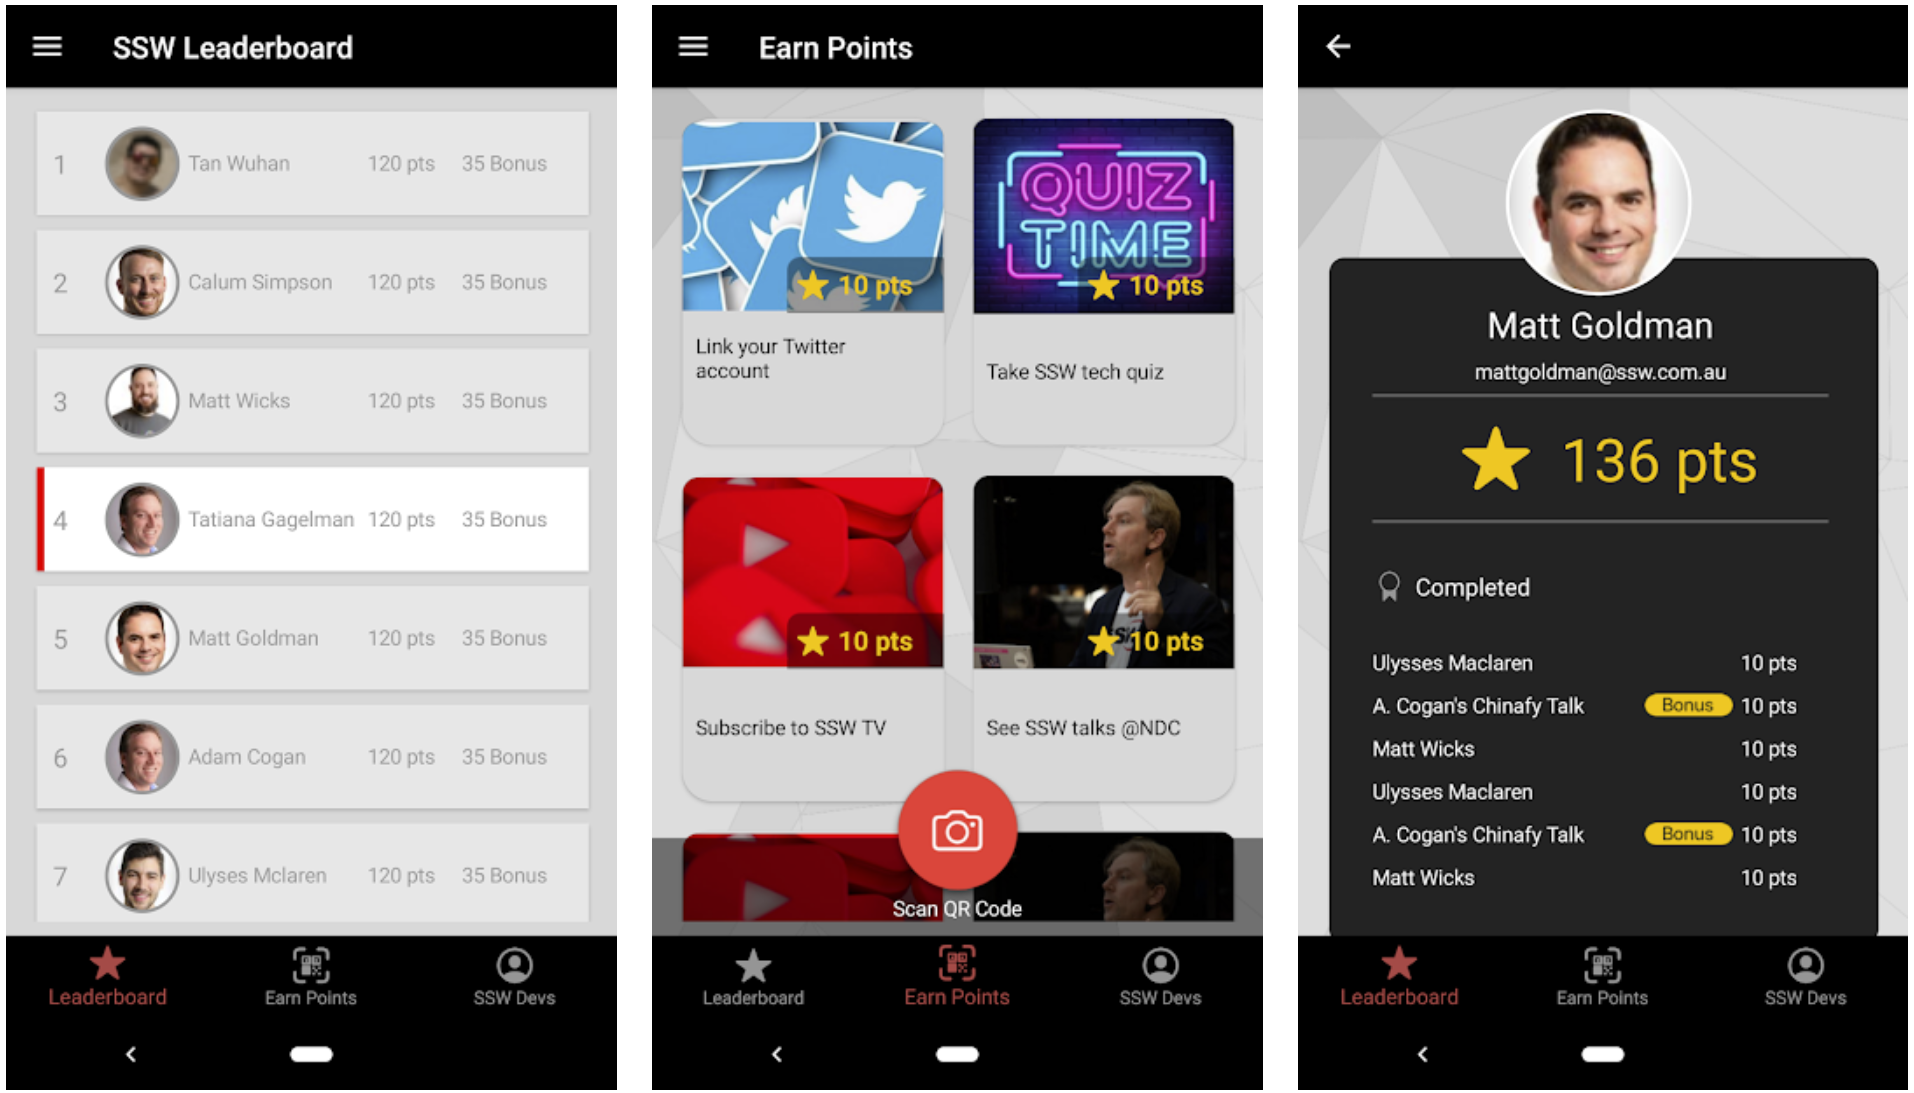 SSW Leaderboard
1 Tan Wuhan 120 pts 35 Bonus
2 Calum Simpson 120 pts 35 Bonus
3 Matt Wicks 120 pts 35 Bonus
4 Tatiana Gagelman 120 pts 35 Bonus
5 Matt Goldman 120 pts 35 Bonus
6 Adam Cogan 120 pts 35 Bonus
7 Ulyses Mclaren 120 pts 35 Bonus
Leaderboard Earn Points SSW Devs
Earn Points
10 pts
Link your Twitter
account
QUIZ
TIME
10 pts
Take SSW tech quiz
10 pts
Subscribe to SSW TV
10 pts
See SSW talks @NDC
Scan QR Code
Leaderboard Earn Points SSW Devs
Matt Goldman
mattgoldman@ssw.com.au
136 pts
Completed
Ulysses Maclaren 10 pts
A. Cogan's Chinafy Talk Bonus 10 pts
Matt Wicks 10 pts
Ulysses Maclaren 10 pts
A. Cogan's Chinafy Talk Bonus 10 pts
Matt Wicks 10 pts
Leaderboard Earn Points SSW Devs